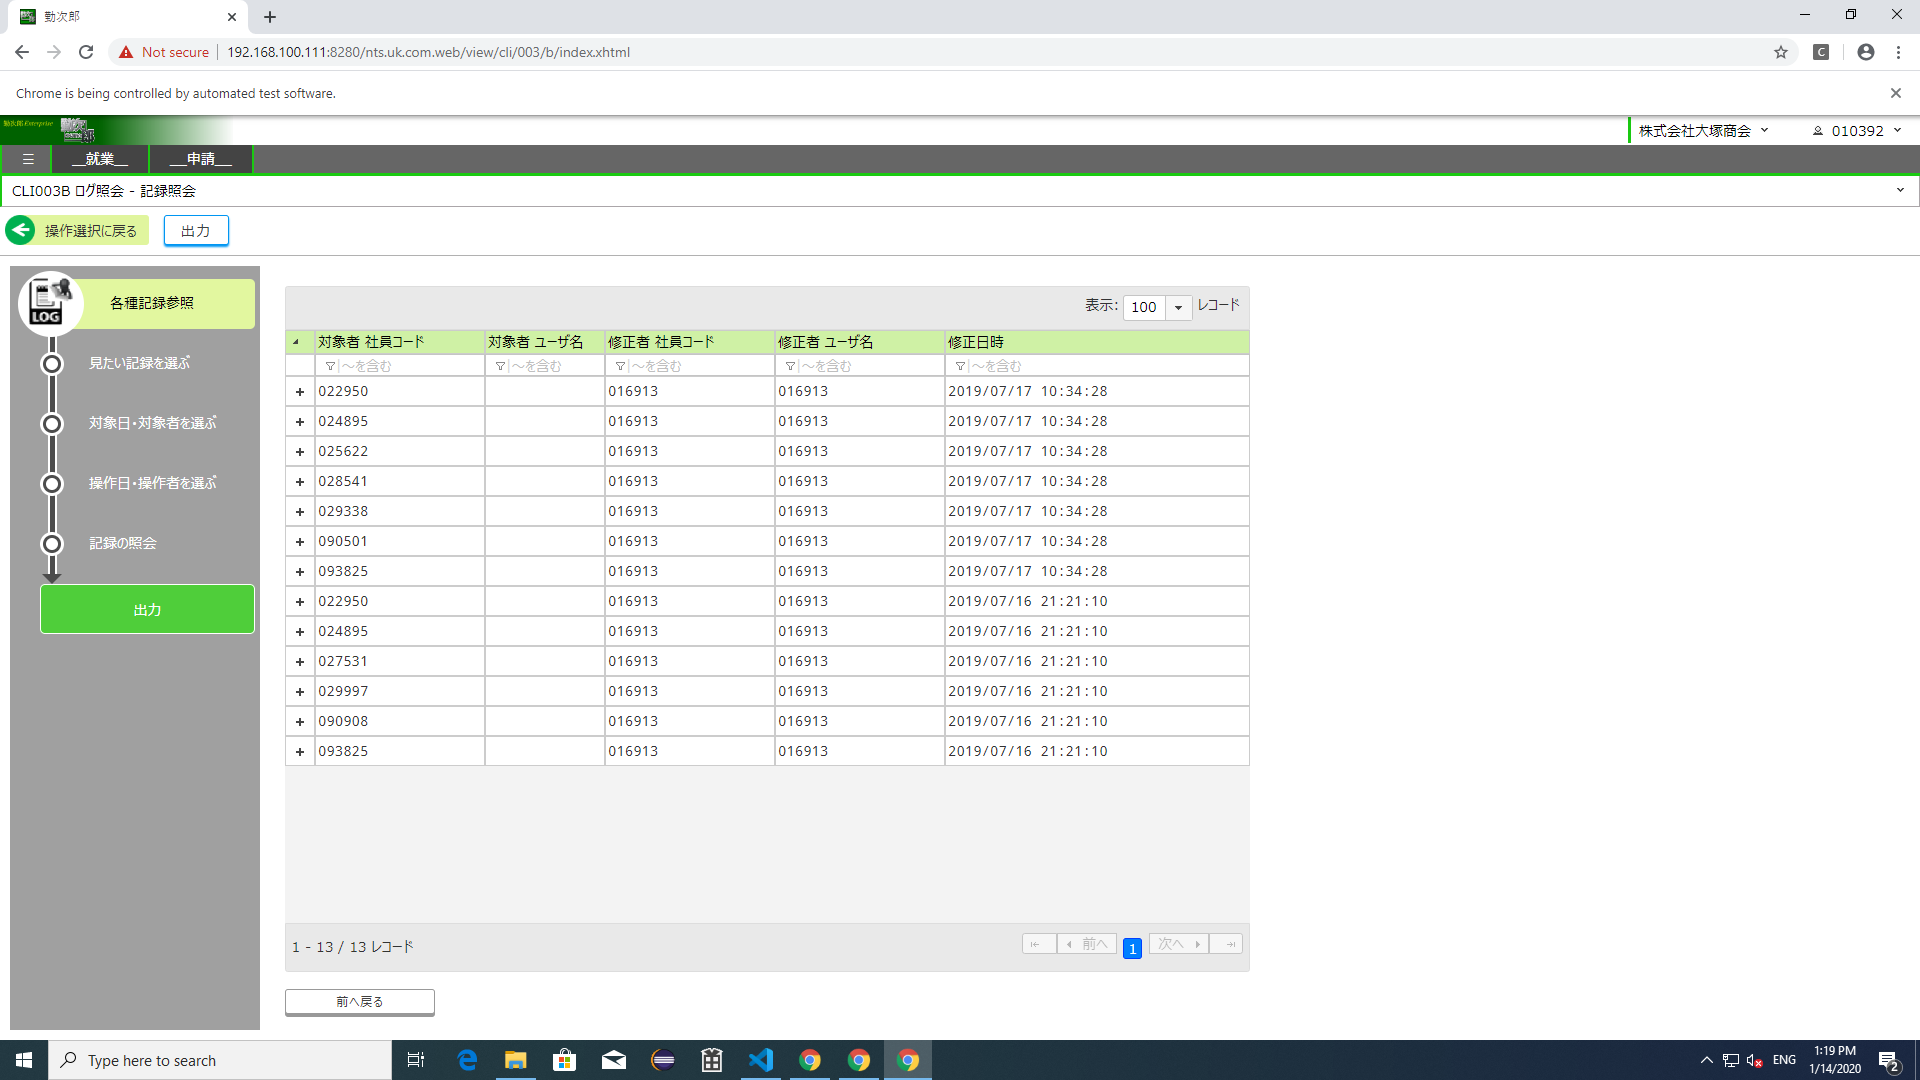 勤次郎
Not secure
192.168.100.111:8280/nts.uk.com.web/view/cli/003/b/index.xhtml
C
Chrome is being controlled by automated test software.
勤次郎 Enterprise
株式会社大塚商会
010392
__就業__
__申請__
CLI003B ログ照会 - 記録照会
操作選択に戻る
出力
LOG
各種記録参照
見たい記録を選ぶ
対象日・対象者を選ぶ
操作日・操作者を選ぶ
記録の照会
出力
表示: 100 レコード
対象者 社員コード 対象者 ユーザ名 修正者 社員コード 修正者 ユーザ名 修正日時
～を含む ～を含む ～を含む ～を含む ～を含む
+ 022950 016913 016913 2019/07/17 10:34:28
+ 024895 016913 016913 2019/07/17 10:34:28
+ 025622 016913 016913 2019/07/17 10:34:28
+ 028541 016913 016913 2019/07/17 10:34:28
+ 029338 016913 016913 2019/07/17 10:34:28
+ 090501 016913 016913 2019/07/17 10:34:28
+ 093825 016913 016913 2019/07/17 10:34:28
+ 022950 016913 016913 2019/07/16 21:21:10
+ 024895 016913 016913 2019/07/16 21:21:10
+ 027531 016913 016913 2019/07/16 21:21:10
+ 029997 016913 016913 2019/07/16 21:21:10
+ 090908 016913 016913 2019/07/16 21:21:10
+ 093825 016913 016913 2019/07/16 21:21:10
1 - 13 / 13 レコード
前へ 1 次へ
前へ戻る
Type here to search
ENG
1:19 PM
1/14/2020
2